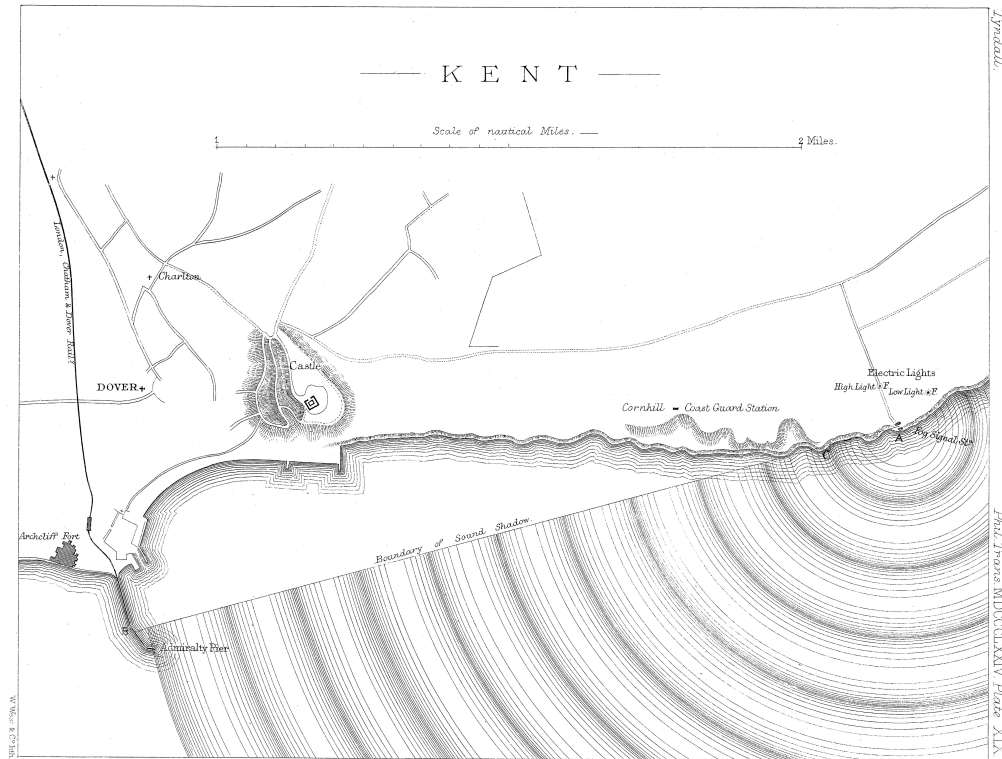 Tyndall.
KENT
Scale of nautical Miles.
1
2 Miles.
London, Chatham & Dover Rail.y
Charlton
Castle
DOVER
Electric Lights
High Light F
Low Light F.
Cornhill - Coast Guard Station
Fog Signal Stn.
A
C
Boundary of Sound Shadow
Archcliff Fort
B
Admiralty Pier
Phil. Trans. MDCCCLXXIV. Plate XIX
W. West & Co. lith.